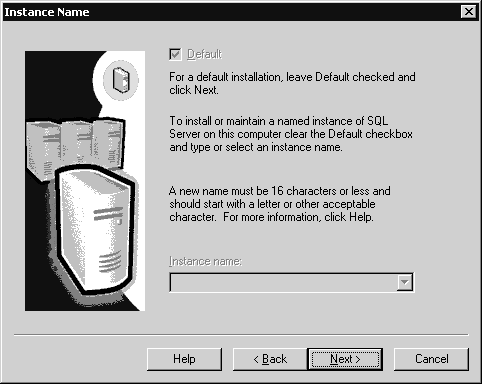 Instance Name
Default
For a default installation, leave Default checked and
click Next.
To install or maintain a named instance of SQL
Server on this computer clear the Default checkbox
and type or select an instance name.
A new name must be 16 characters or less and
should start with a letter or other acceptable
character.  For more information, click Help.
Instance name:
Help
< Back
Next >
Cancel